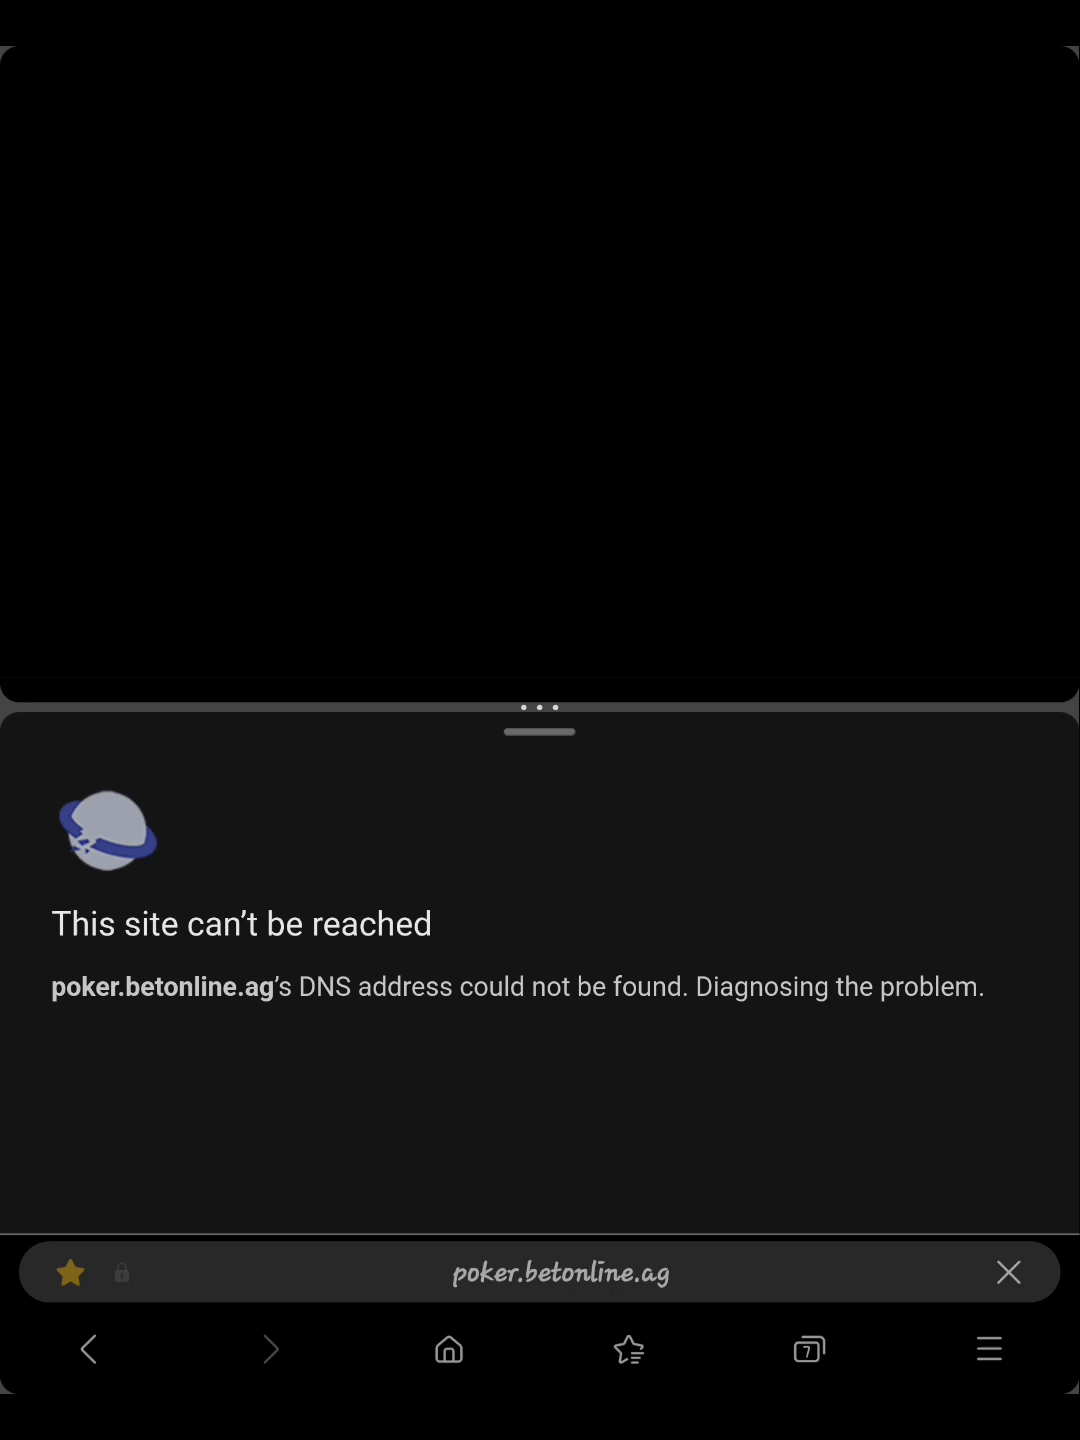 This site can’t be reached
poker.betonline.ag’s DNS address could not be found. Diagnosing the problem.
poker.betonline.ag
7